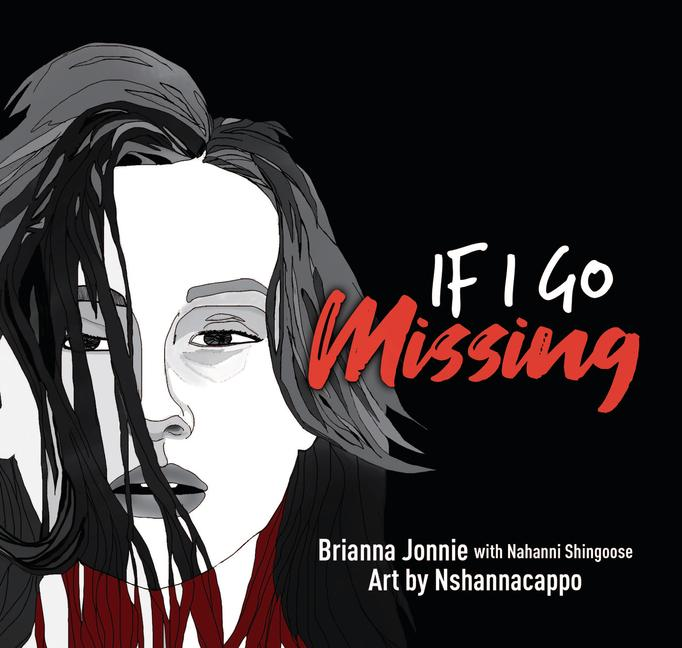 IF I GO
Missing
Brianna Jonnie with Nahanni Shingoose
Art by Nshannacappo